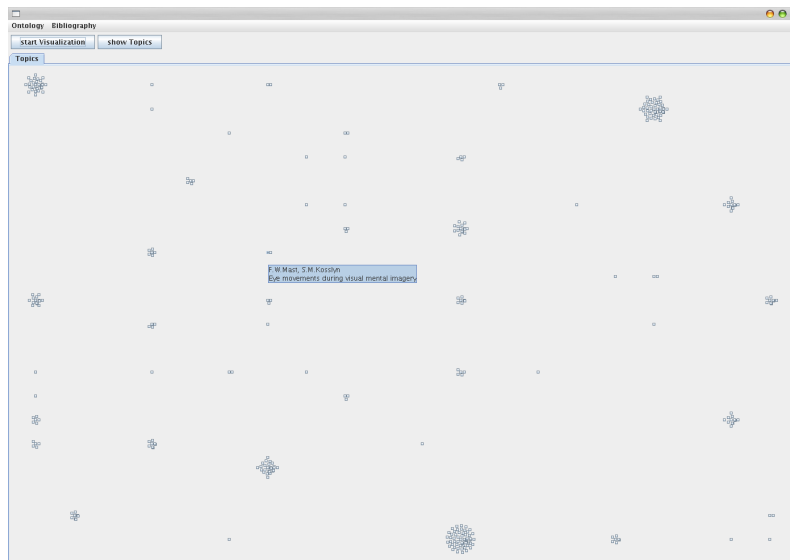 Ontology Bibliography
start Visualization show Topics
Topics
F.W.Mast, S.M.Kosslyn
Eye movements during visual mental imagery